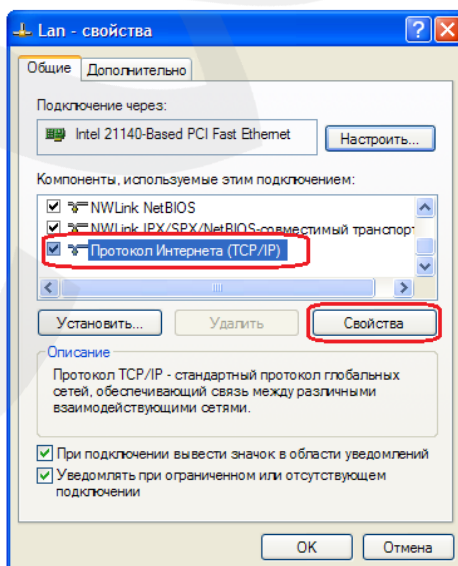 Lan - свойства
Общие Дополнительно
Подключение через:
Intel 21140-Based PCI Fast Ethernet Настроить...
Компоненты, используемые этим подключением:
NWLink NetBIOS
NWLink IPX/SPX/NetBIOS-совместимый транспорт
Протокол Интернета (TCP/IP)
Установить... Удалить Свойства
Описание
Протокол TCP/IP - стандартный протокол глобальных
сетей, обеспечивающий связь между различными
взаимодействующими сетями.
При подключении вывести значок в области уведомлений
Уведомлять при ограниченном или отсутствующем
подключении
OK Отмена